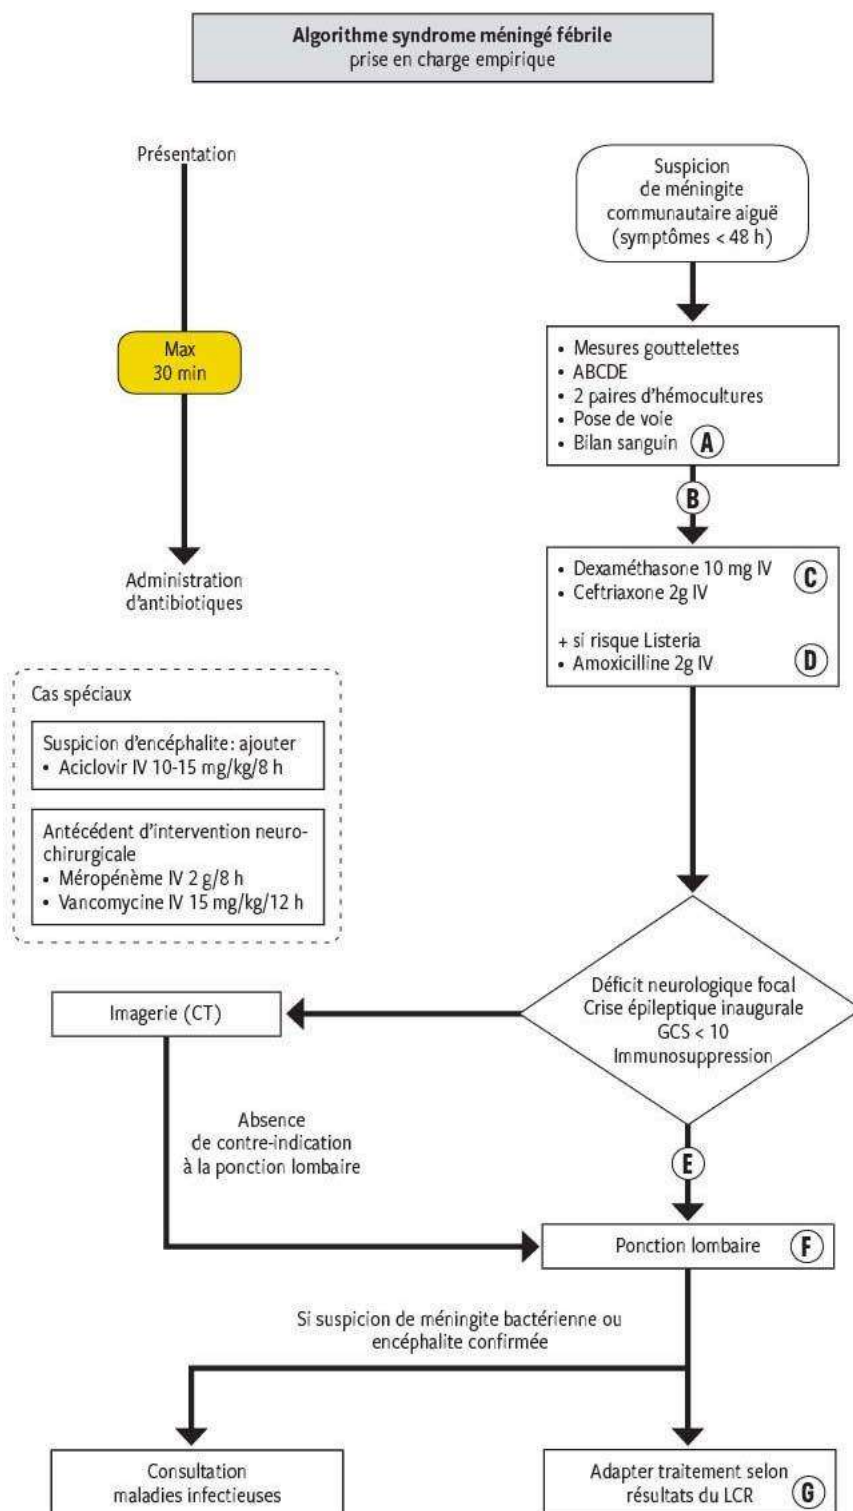 Algorithme syndrome méningé fébrile
prise en charge empirique
Présentation
Max
30 min
Administration
d'antibiotiques
Suspicion
de méningite
communautaire aiguë
(symptômes < 48 h)
• Mesures gouttelettes
• ABCDE
• 2 paires d'hémocultures
• Pose de voie
• Bilan sanguin A
B
• Dexaméthasone 10 mg IV C
• Ceftriaxone 2g IV
+ si risque Listeria
• Amoxicilline 2g IV D
Cas spéciaux
Suspicion d'encéphalite: ajouter
• Aciclovir IV 10-15 mg/kg/8 h
Antécédent d'intervention neuro-
chirurgicale
• Méropénème IV 2 g/8 h
• Vancomycine IV 15 mg/kg/12 h
Déficit neurologique focal
Crise épileptique inaugurale
GCS < 10
Immunosuppression
Imagerie (CT)
Absence
de contre-indication
à la ponction lombaire
E
Ponction lombaire F
Si suspicion de méningite bactérienne ou
encéphalite confirmée
Consultation
maladies infectieuses
Adapter traitement selon
résultats du LCR G